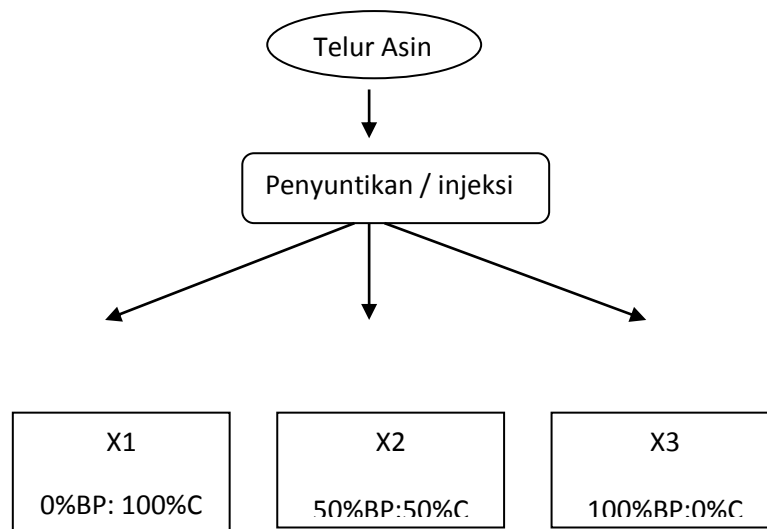 Telur Asin
Penyuntikan / injeksi
X1
X2
X3
0%BP: 100%C
50%BP:50%C
100%BP:0%C